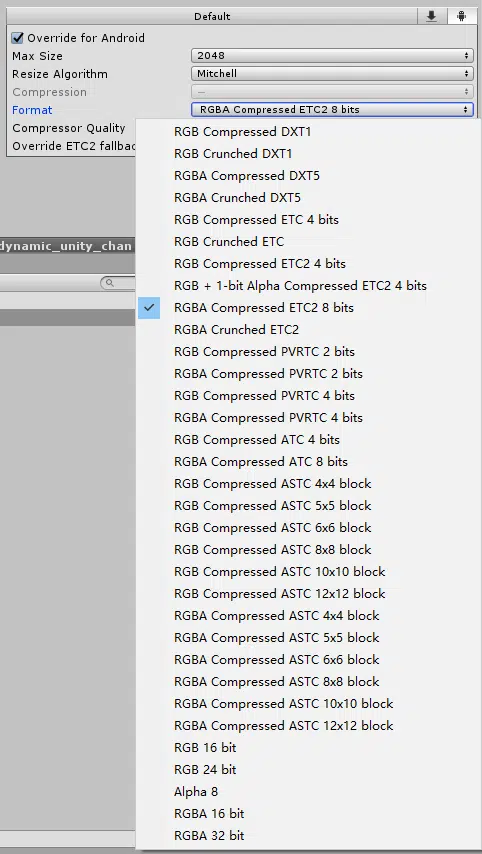 Default
Override for Android
Max Size 2048
Resize Algorithm Mitchell
Compression
Format RGBA Compressed ETC2 8 bits
Compressor Quality
Override ETC2 fallbac
RGB Compressed DXT1
RGB Crunched DXT1
RGBA Compressed DXT5
RGBA Crunched DXT5
RGB Compressed ETC 4 bits
RGB Crunched ETC
dynamic_unity_chan
RGB Compressed ETC2 4 bits
RGB + 1-bit Alpha Compressed ETC2 4 bits
RGBA Compressed ETC2 8 bits
RGBA Crunched ETC2
RGB Compressed PVRTC 2 bits
RGBA Compressed PVRTC 2 bits
RGB Compressed PVRTC 4 bits
RGBA Compressed PVRTC 4 bits
RGB Compressed ATC 4 bits
RGBA Compressed ATC 8 bits
RGB Compressed ASTC 4x4 block
RGB Compressed ASTC 5x5 block
RGB Compressed ASTC 6x6 block
RGB Compressed ASTC 8x8 block
RGB Compressed ASTC 10x10 block
RGB Compressed ASTC 12x12 block
RGBA Compressed ASTC 4x4 block
RGBA Compressed ASTC 5x5 block
RGBA Compressed ASTC 6x6 block
RGBA Compressed ASTC 8x8 block
RGBA Compressed ASTC 10x10 block
RGBA Compressed ASTC 12x12 block
RGB 16 bit
RGB 24 bit
Alpha 8
RGBA 16 bit
RGBA 32 bit